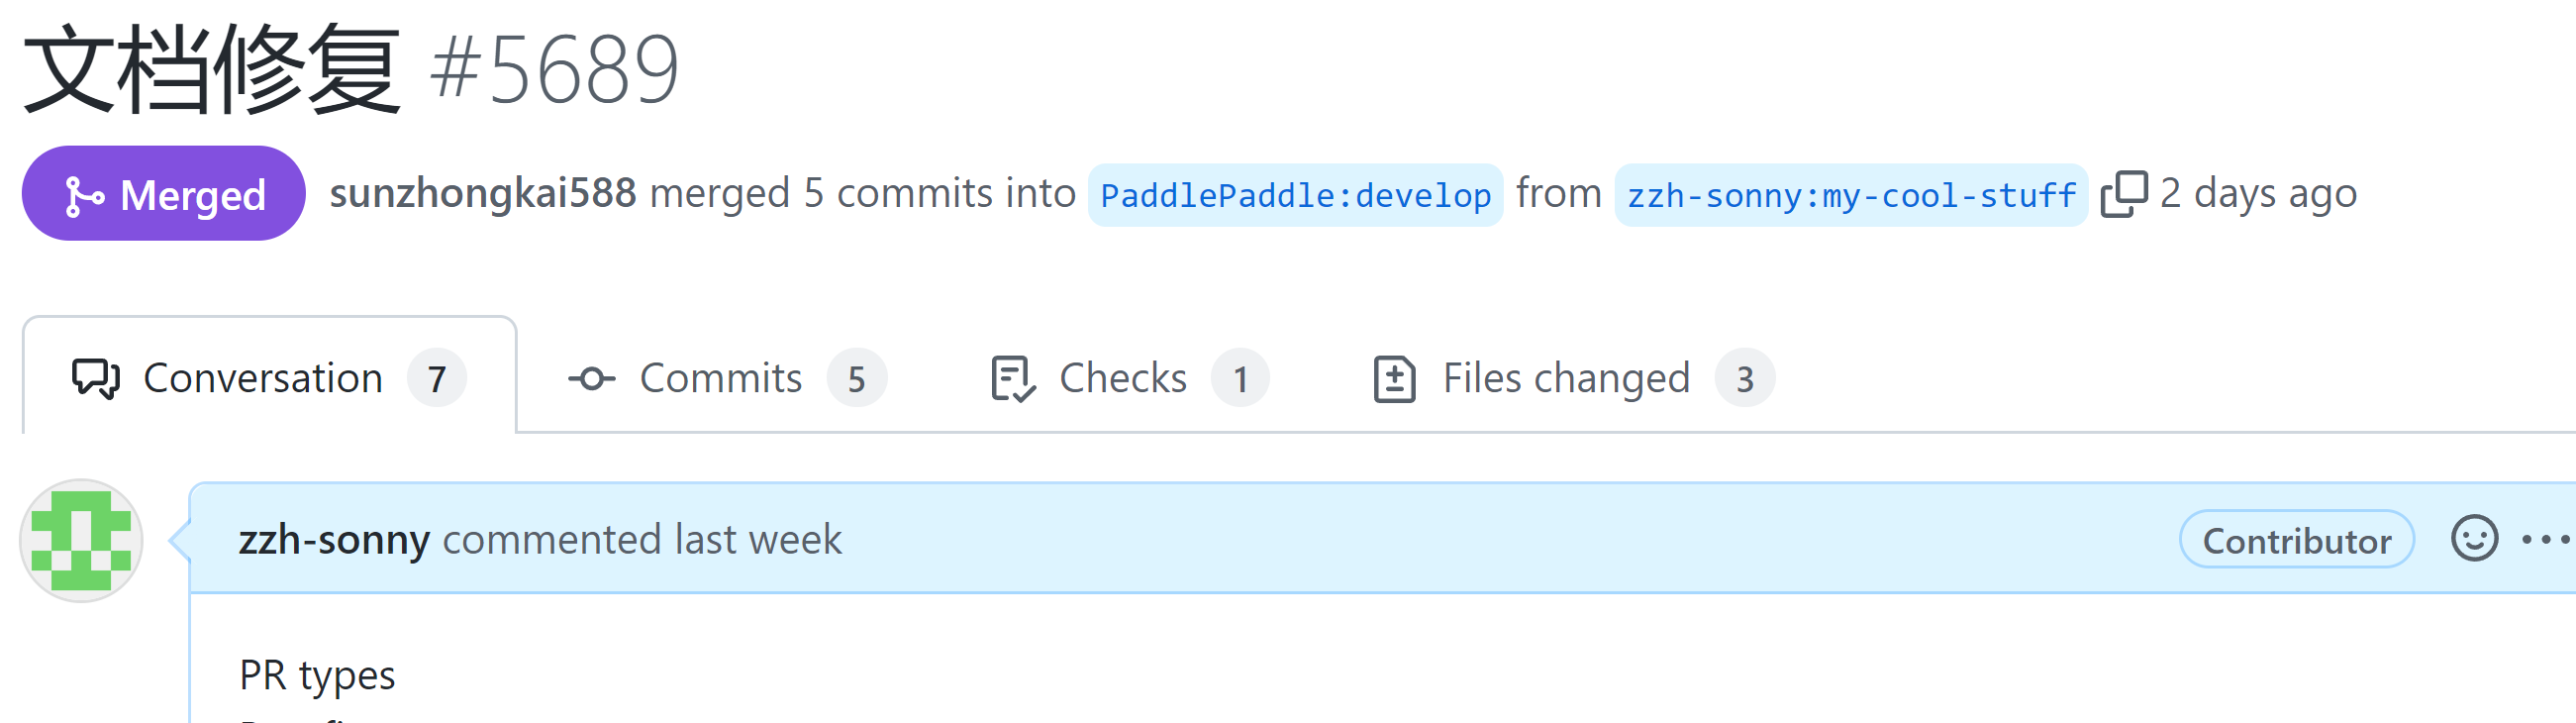 文档修复 #5689
Merged sunzhongkai588 merged 5 commits into PaddlePaddle:develop from zzh-sonny:my-cool-stuff 2 days ago
Conversation 7 Commits 5 Checks 1 Files changed 3
zzh-sonny commented last week Contributor
PR types